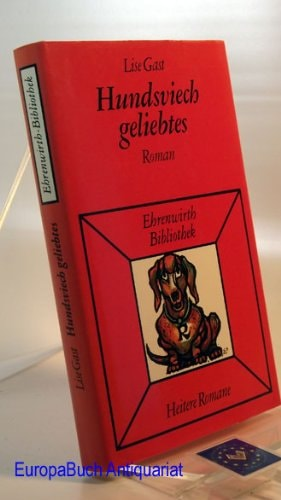 Lise Gast
Hundsviech
geliebtes
Roman
Ehrenwirth
Bibliothek
Heitere Romane
Lise Gast Hundsviech geliebtes Ehrenwirth-Bibliothek
EuropaBuch Antiquariat